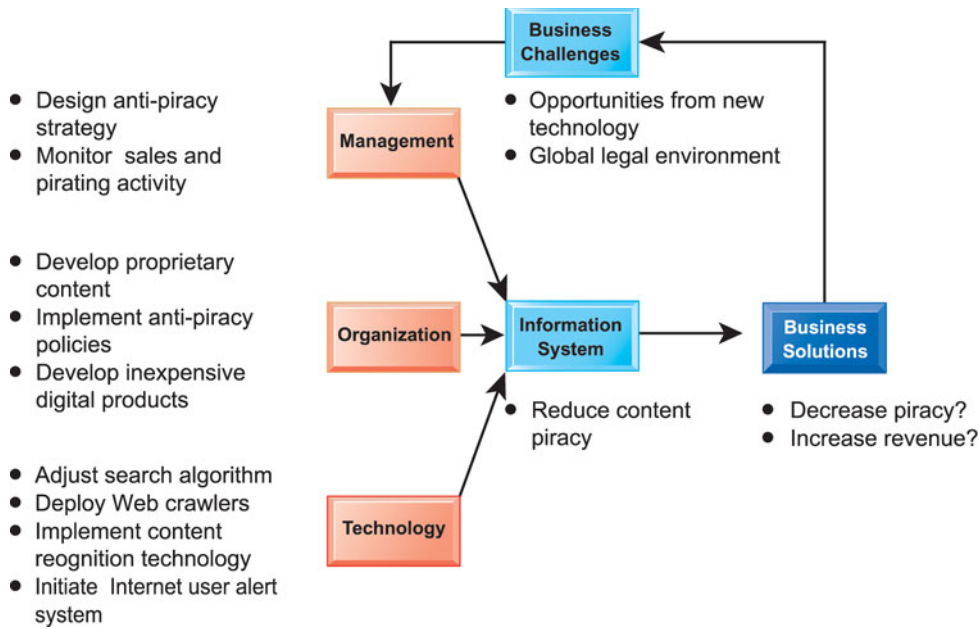 Business
Challenges
• Opportunities from new
technology
• Global legal environment
• Design anti-piracy
strategy
• Monitor sales and
pirating activity
Management
• Develop proprietary
content
• Implement anti-piracy
policies
• Develop inexpensive
digital products
Organization
Information
System
• Reduce content
piracy
Business
Solutions
• Decrease piracy?
• Increase revenue?
• Adjust search algorithm
• Deploy Web crawlers
• Implement content
reognition technology
• Initiate Internet user alert
system
Technology